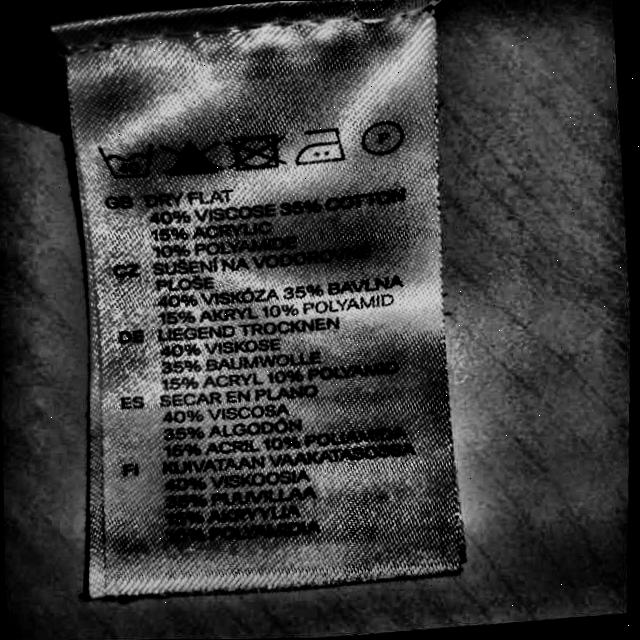 GB DRY FLAT
40% VISCOSE 35% COTTON
15% ACRYLIC
10% POLYAMIDE
CZ SUŠENÍ NA VODOROVNÉ
PLOŠE
40% VISKÓZA 35% BAVLNA
15% AKRYL 10% POLYAMID
DE LIEGEND TROCKNEN
40% VISKOSE
35% BAUMWOLLE
15% ACRYL 10% POLYAMID
ES SECAR EN PLANO
40% VISCOSA
35% ALGODÓN
15% ACRIL 10% POLIAMIDA
FI KUIVATAAN VAAKATASOSSA
40% VISKOOSIA
35% PUUVILLAA
15% AKRYYLIA
10%